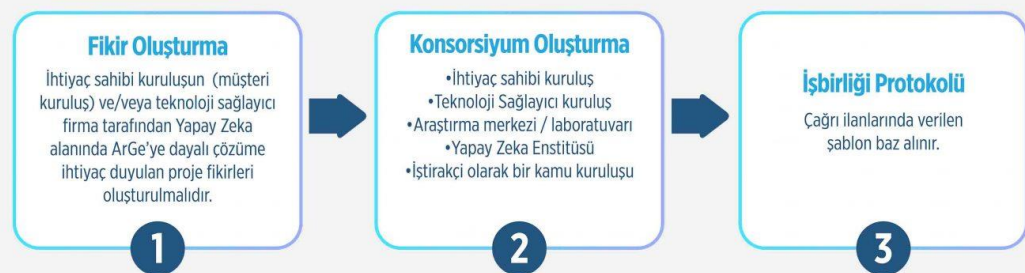 Fikir Oluşturma
İhtiyaç sahibi kuruluşun (müşteri
kuruluş) ve/veya teknoloji sağlayıcı
firma tarafından Yapay Zeka
alanında ArGe'ye dayalı çözüme
ihtiyaç duyulan proje fikirleri
oluşturulmalıdır.
1
Konsorsiyum Oluşturma
•İhtiyaç sahibi kuruluş
•Teknoloji Sağlayıcı kuruluş
•Araştırma merkezi / laboratuvarı
•Yapay Zeka Enstitüsü
•İştirakçi olarak bir kamu kuruluşu
2
İşbirliği Protokolü
Çağrı ilanlarında verilen
şablon baz alınır.
3